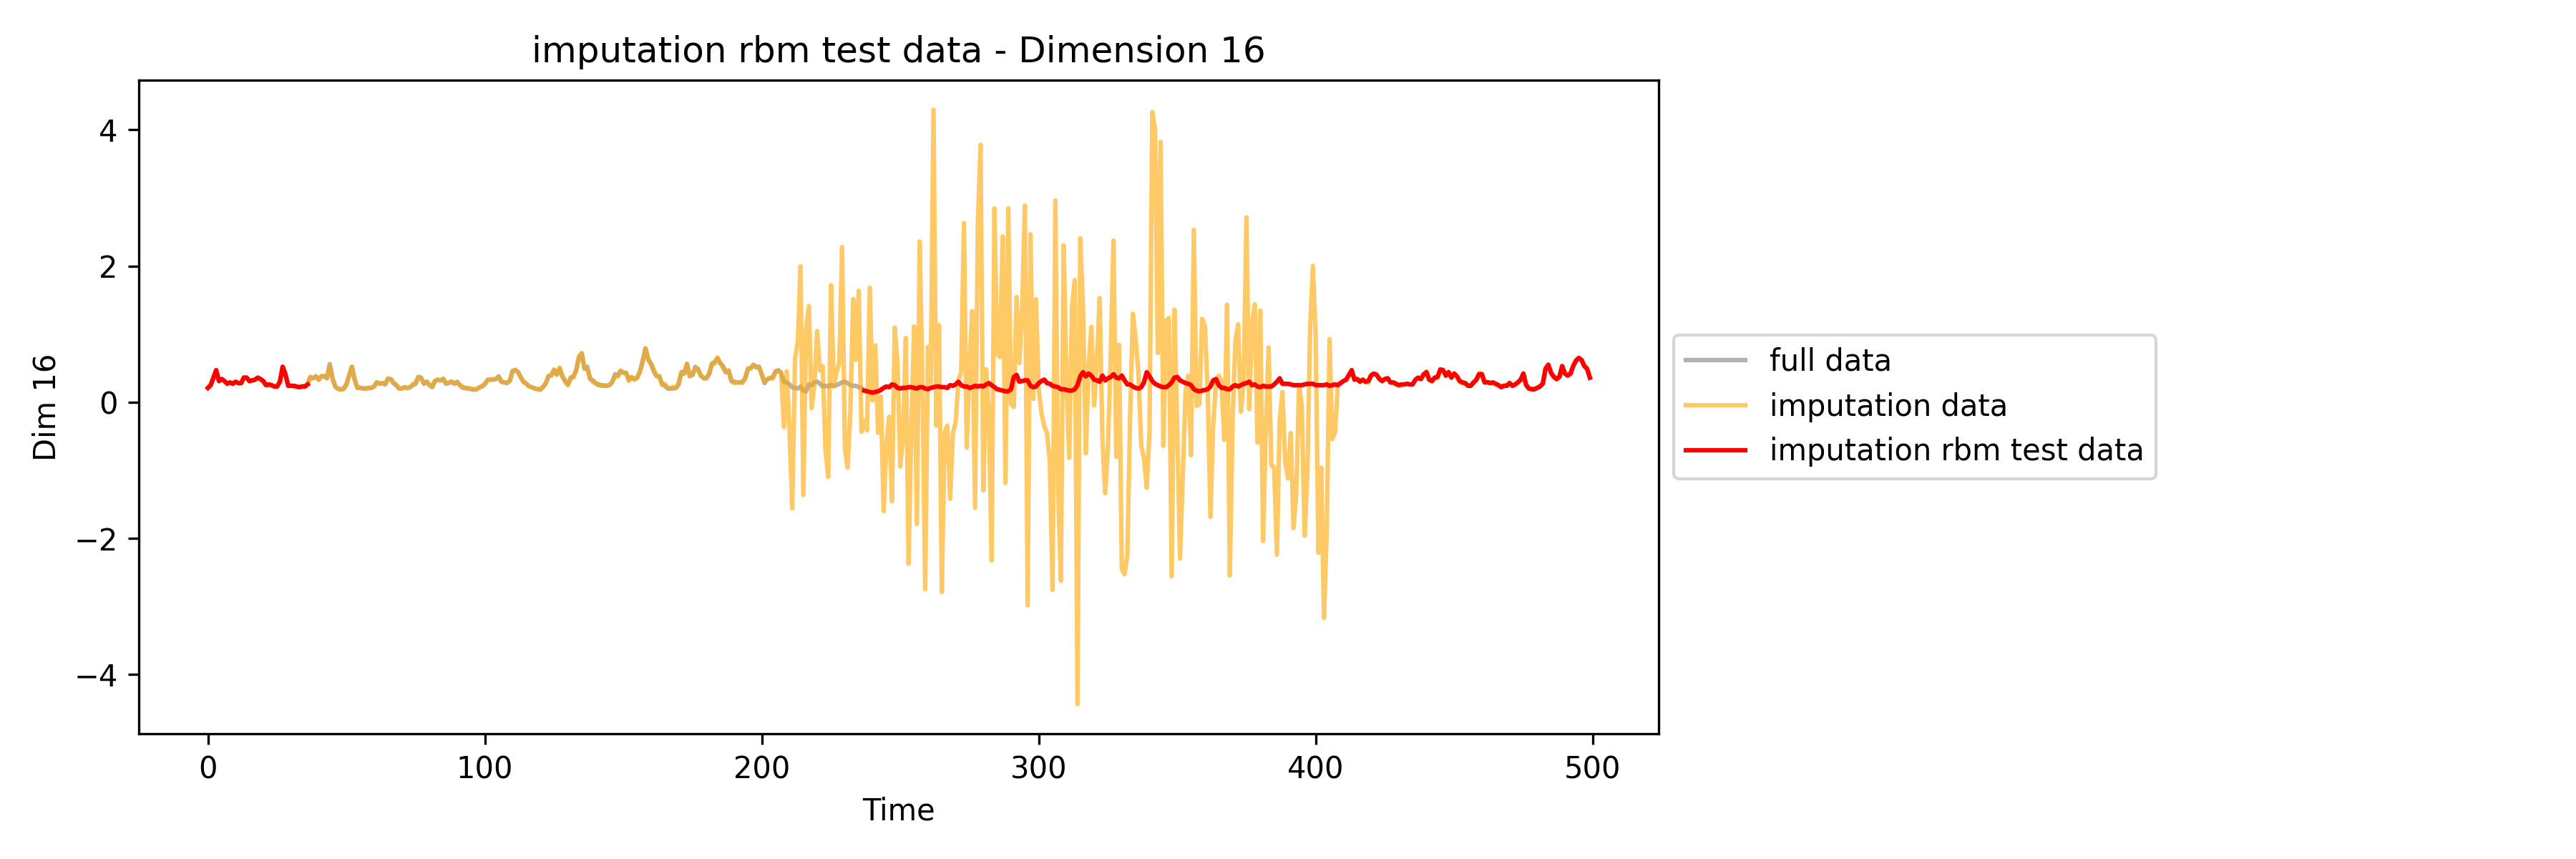 imputation rbm test data - Dimension 16
4
2
0
−2
−4
Dim 16
0 100 200 300 400 500
Time
full data
imputation data
imputation rbm test data